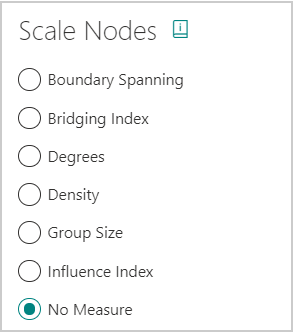 Scale Nodes
Boundary Spanning
Bridging Index
Degrees
Density
Group Size
Influence Index
No Measure